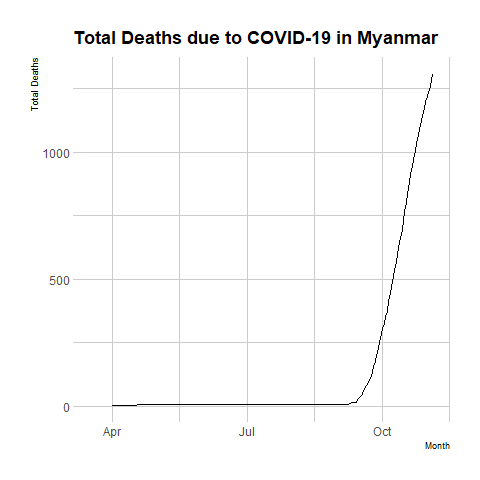 Total Deaths due to COVID-19 in Myanmar
Total Deaths
1000
500
0
Apr
Jul
Oct
Month